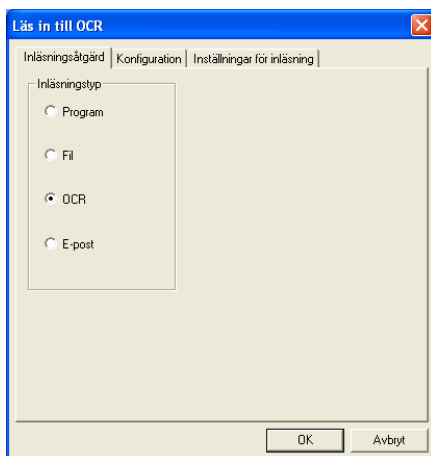 Läs in till OCR
Inläsningsåtgärd Konfiguration Inställningar för inläsning
Inläsningstyp
Program
Fil
OCR
E-post
OK Avbryt